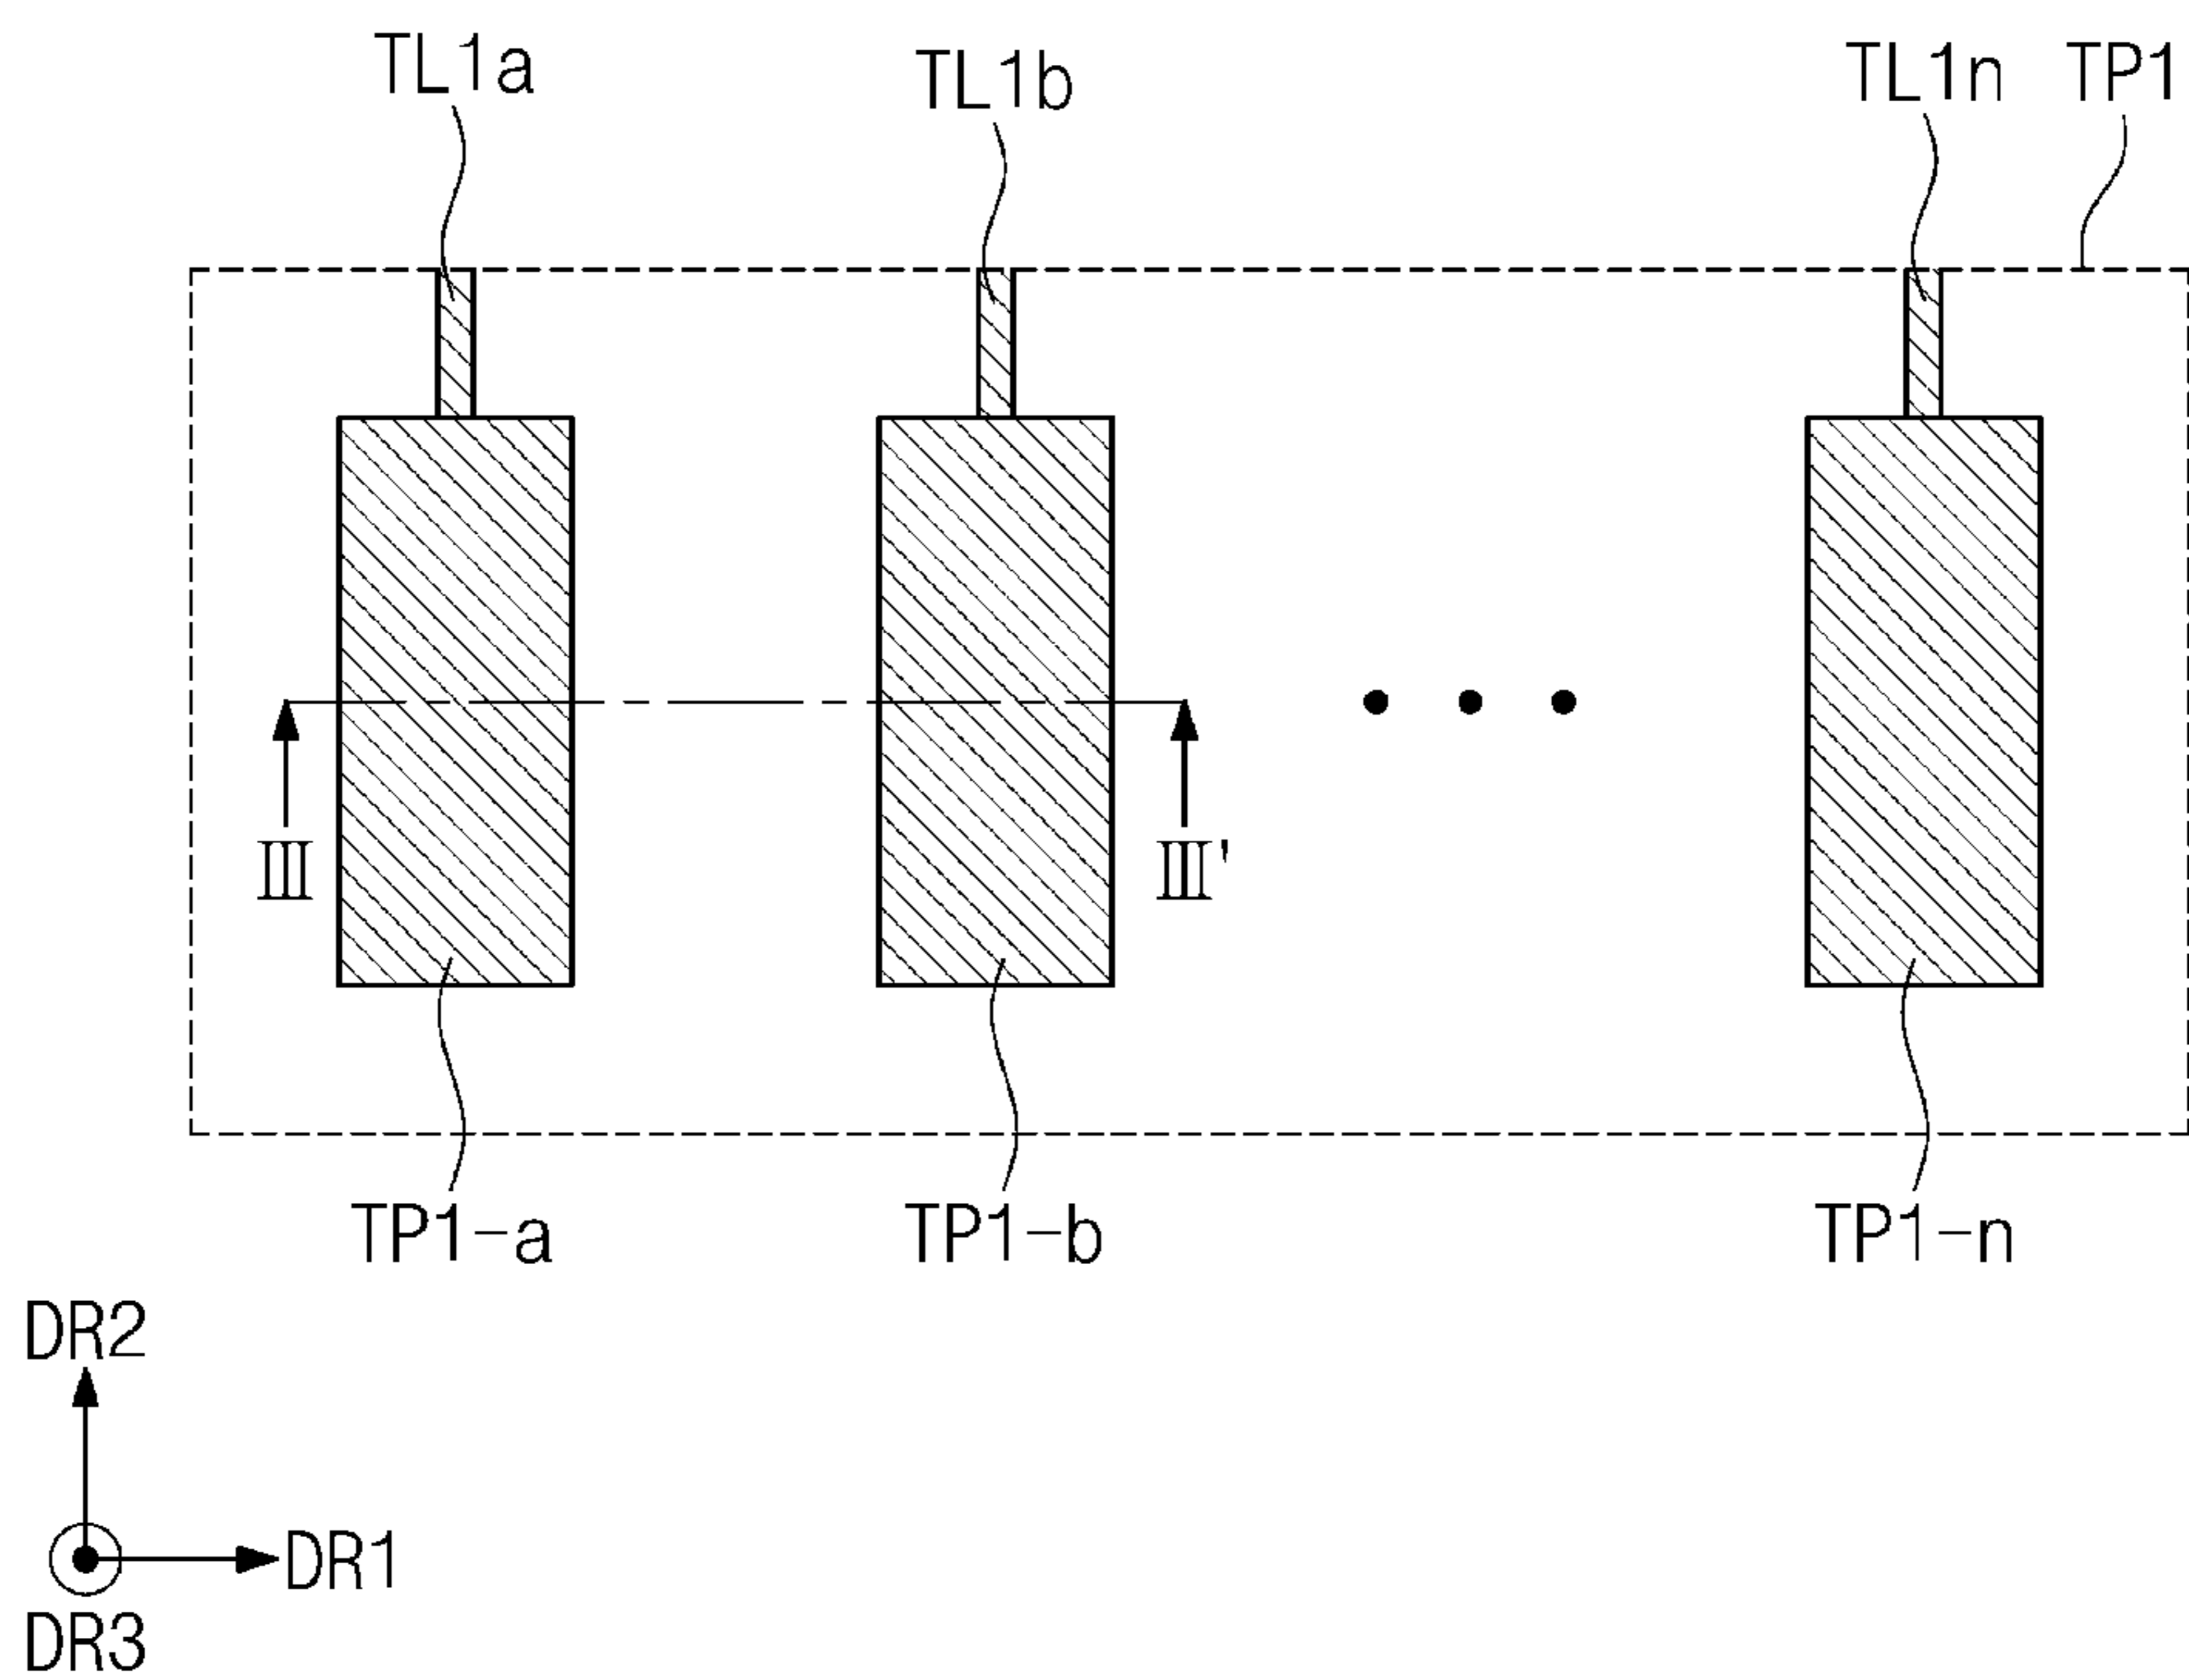 TL1a TL1b TL1n TP1
Ⅲ Ⅲ'
TP1-a TP1-b TP1-n
DR2
DR1
DR3